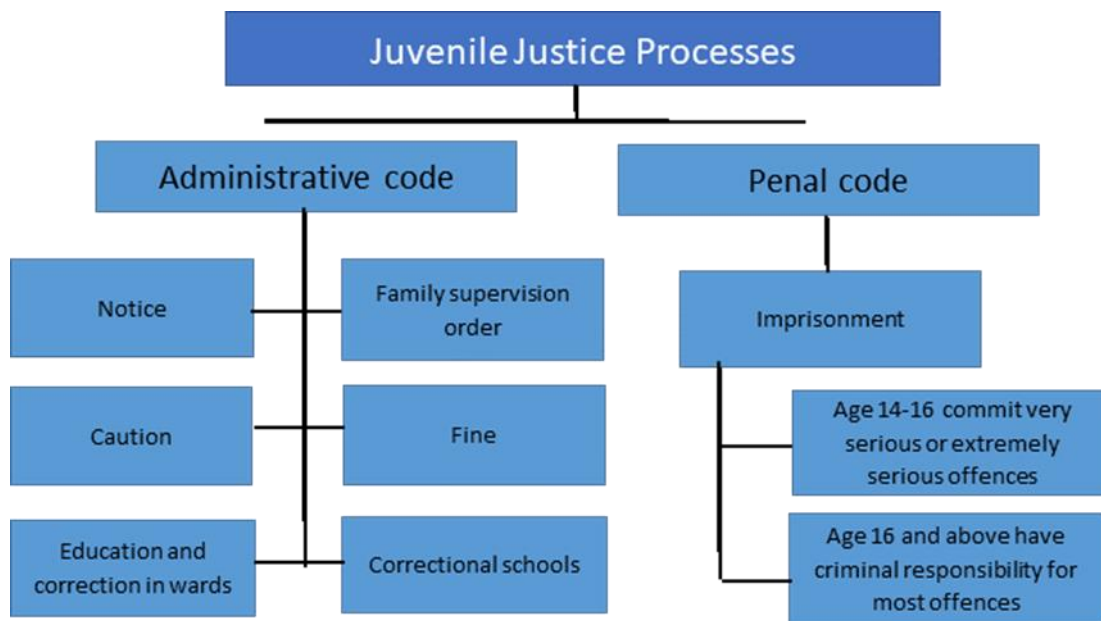 Juvenile Justice Processes
Administrative code
Penal code
Notice
Family supervision
order
Imprisonment
Caution
Fine
Age 14-16 commit very
serious or extremely
serious offences
Education and
correction in wards
Correctional schools
Age 16 and above have
criminal responsibility for
most offences